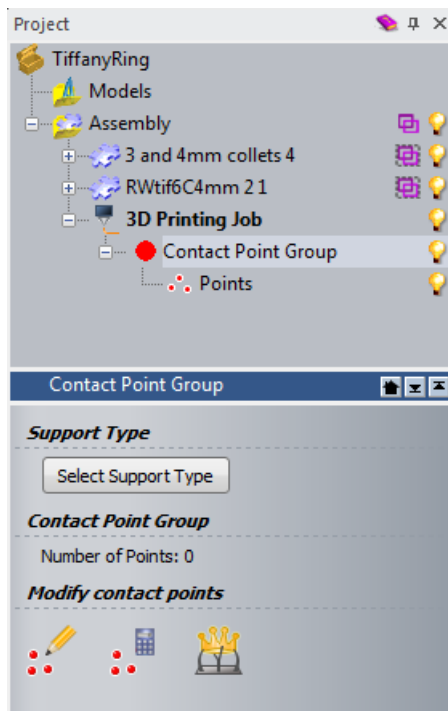 Project
TiffanyRing
Models
Assembly
3 and 4mm collets 4
RWtif6C4mm 2 1
3D Printing Job
Contact Point Group
Points
Contact Point Group
Support Type
Select Support Type
Contact Point Group
Number of Points: 0
Modify contact points